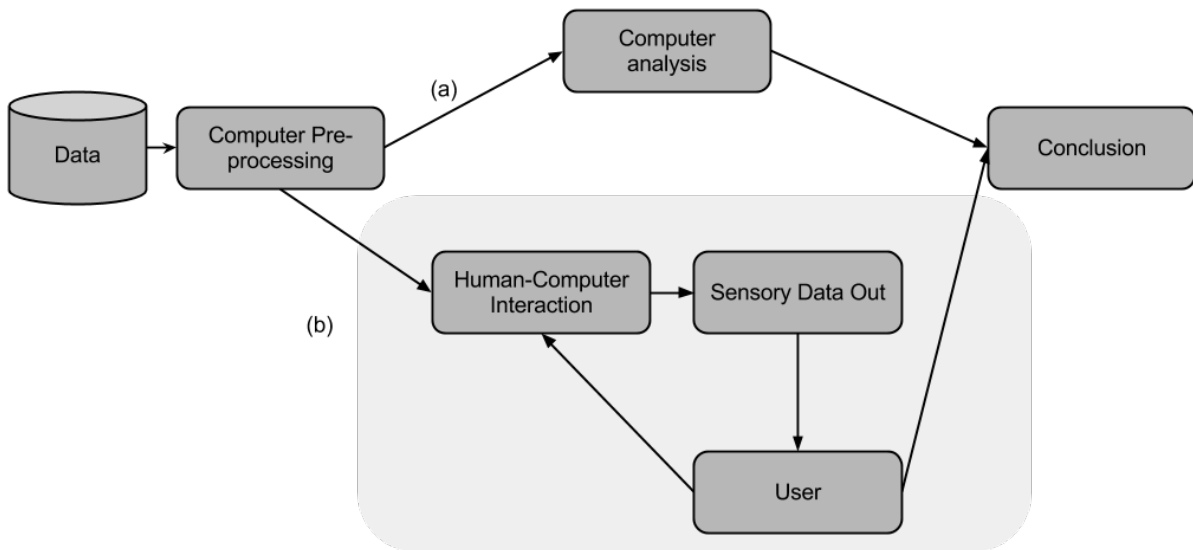 Computer
analysis
(a)
Data
Computer Pre-
processing
Conclusion
Human-Computer
Interaction
Sensory Data Out
(b)
User